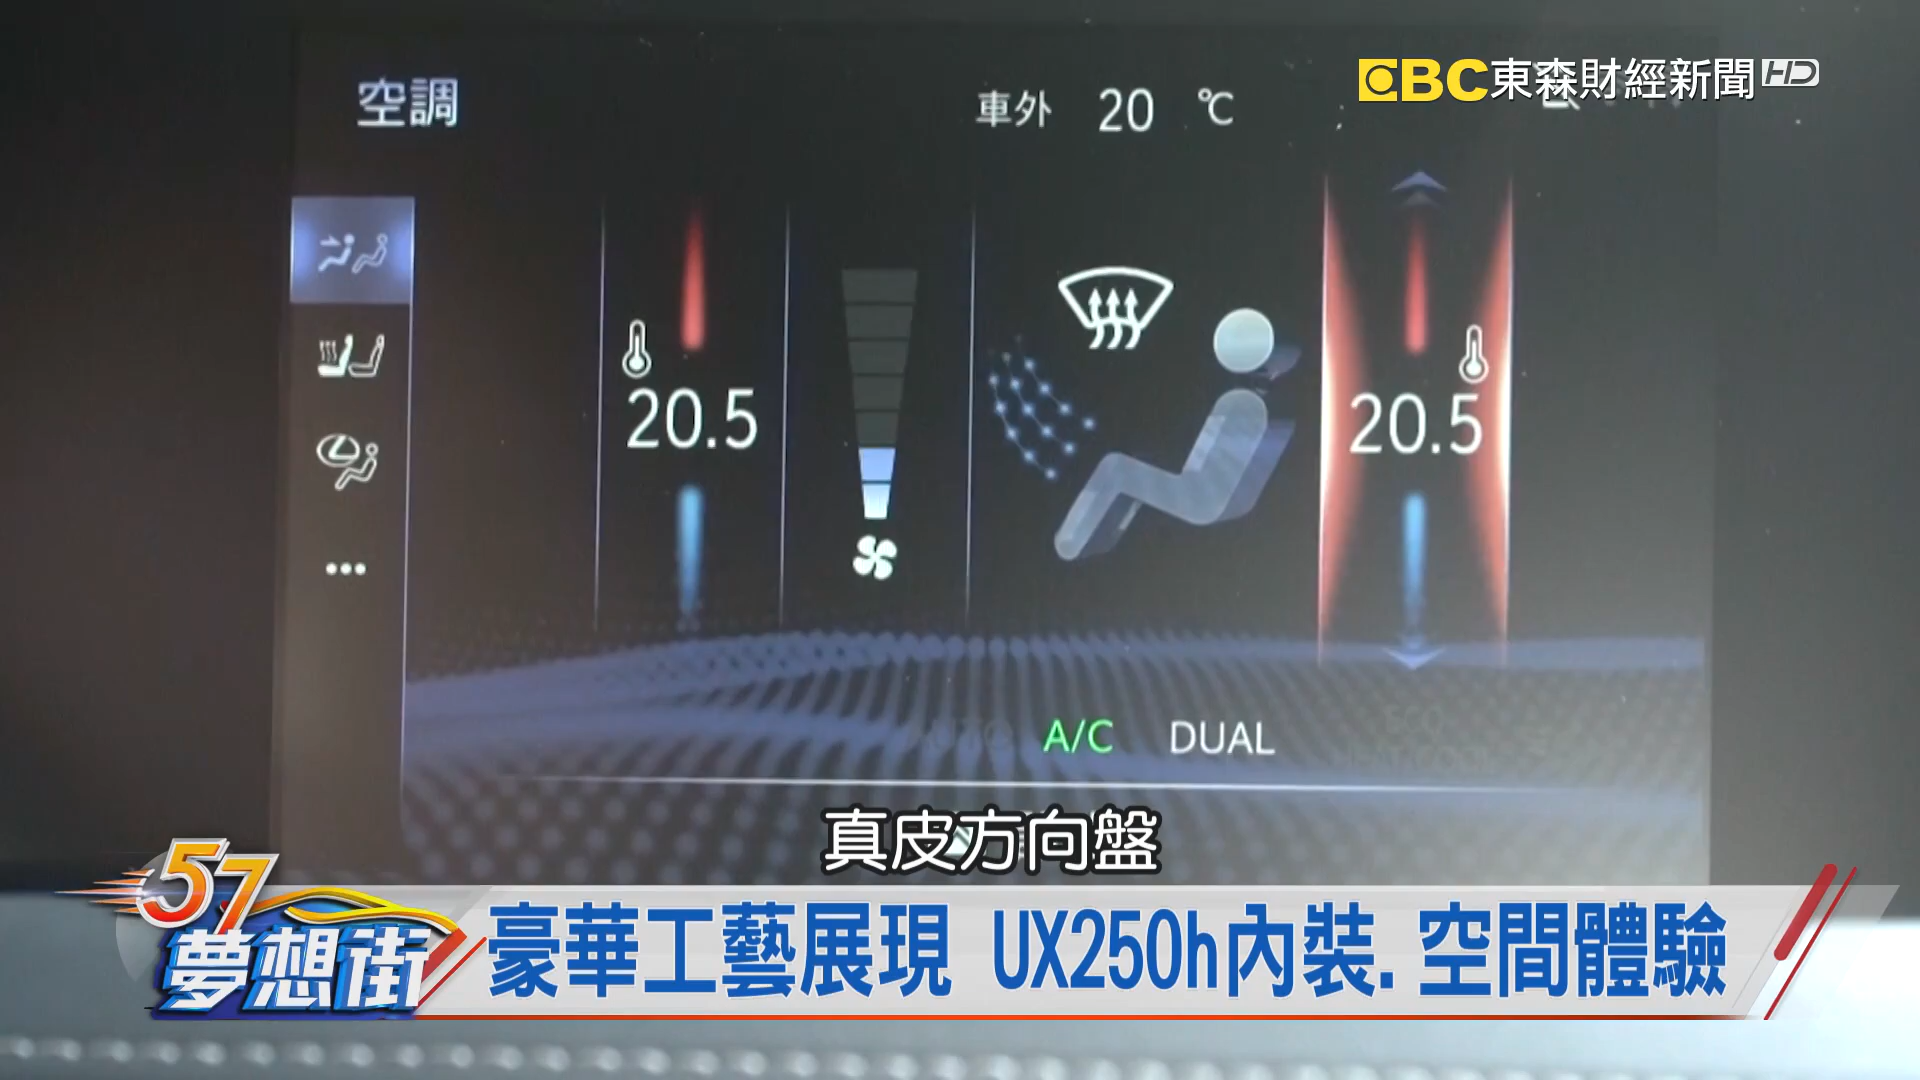 空調
車外 20 ℃
EBC東森財經新聞HD
20.5
20.5
A/C DUAL
真皮方向盤
57夢想街
豪華工藝展現 UX250h內裝.空間體驗